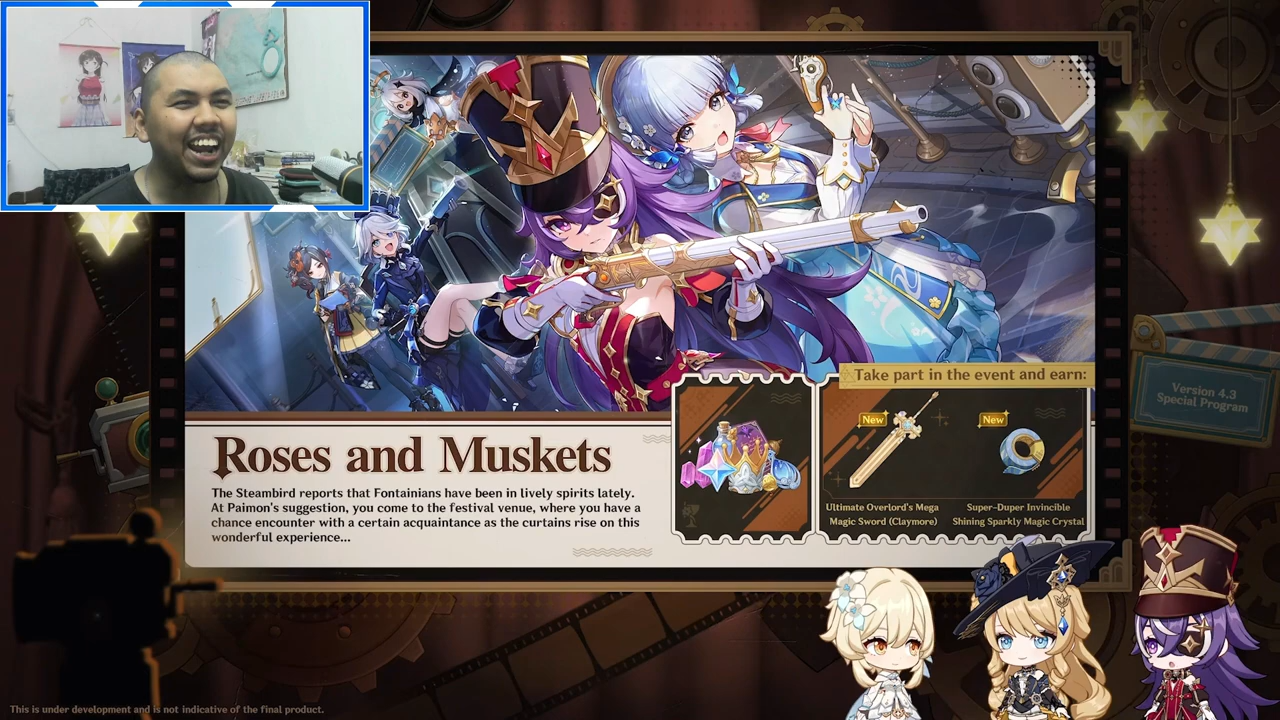 Take part in the event and earn:
Version 4.3
Special Program
New
New
Roses and Muskets
The Steambird reports that Fontainians have been in lively spirits lately.
At Paimon's suggestion, you come to the festival venue, where you have a
chance encounter with a certain acquaintance as the curtains rise on this
wonderful experience...
Ultimate Overlord's Mega
Magic Sword (Claymore)
Super-Duper Invincible
Shining Sparkly Magic Crystal
This is under development and is not indicative of the final product.